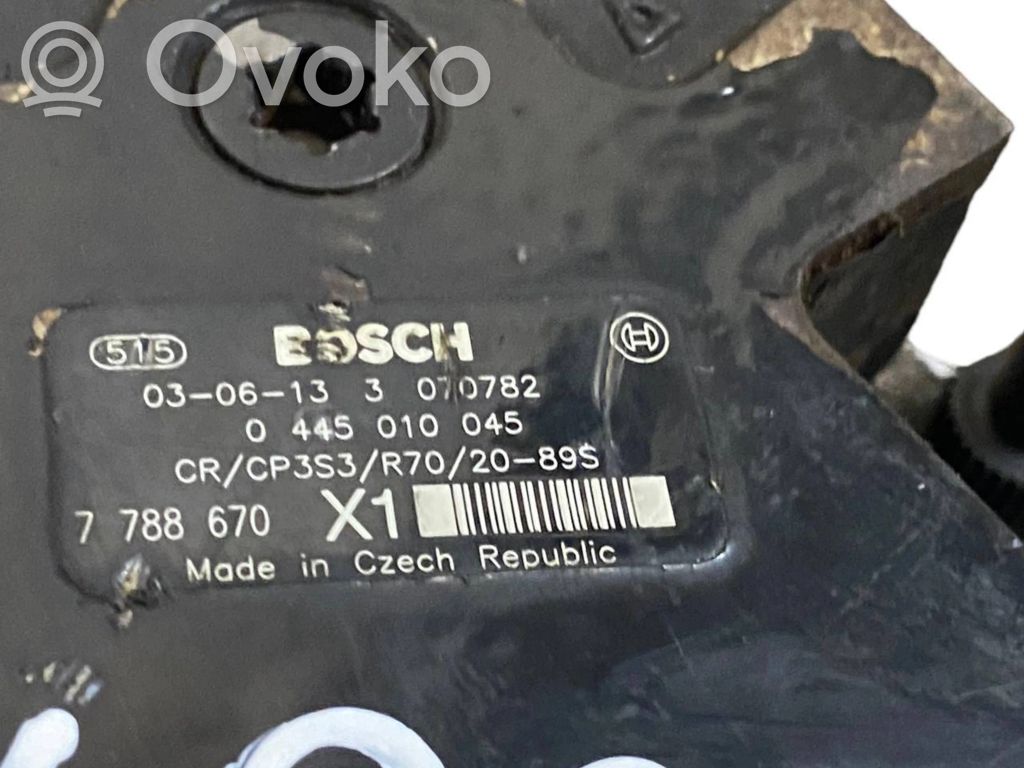 Ovoko
515 BOSCH
03-06-13 3 070782
0 445 010 045
CR/CP3S3/R70/20-89S
7 788 670 X1
Made in Czech Republic